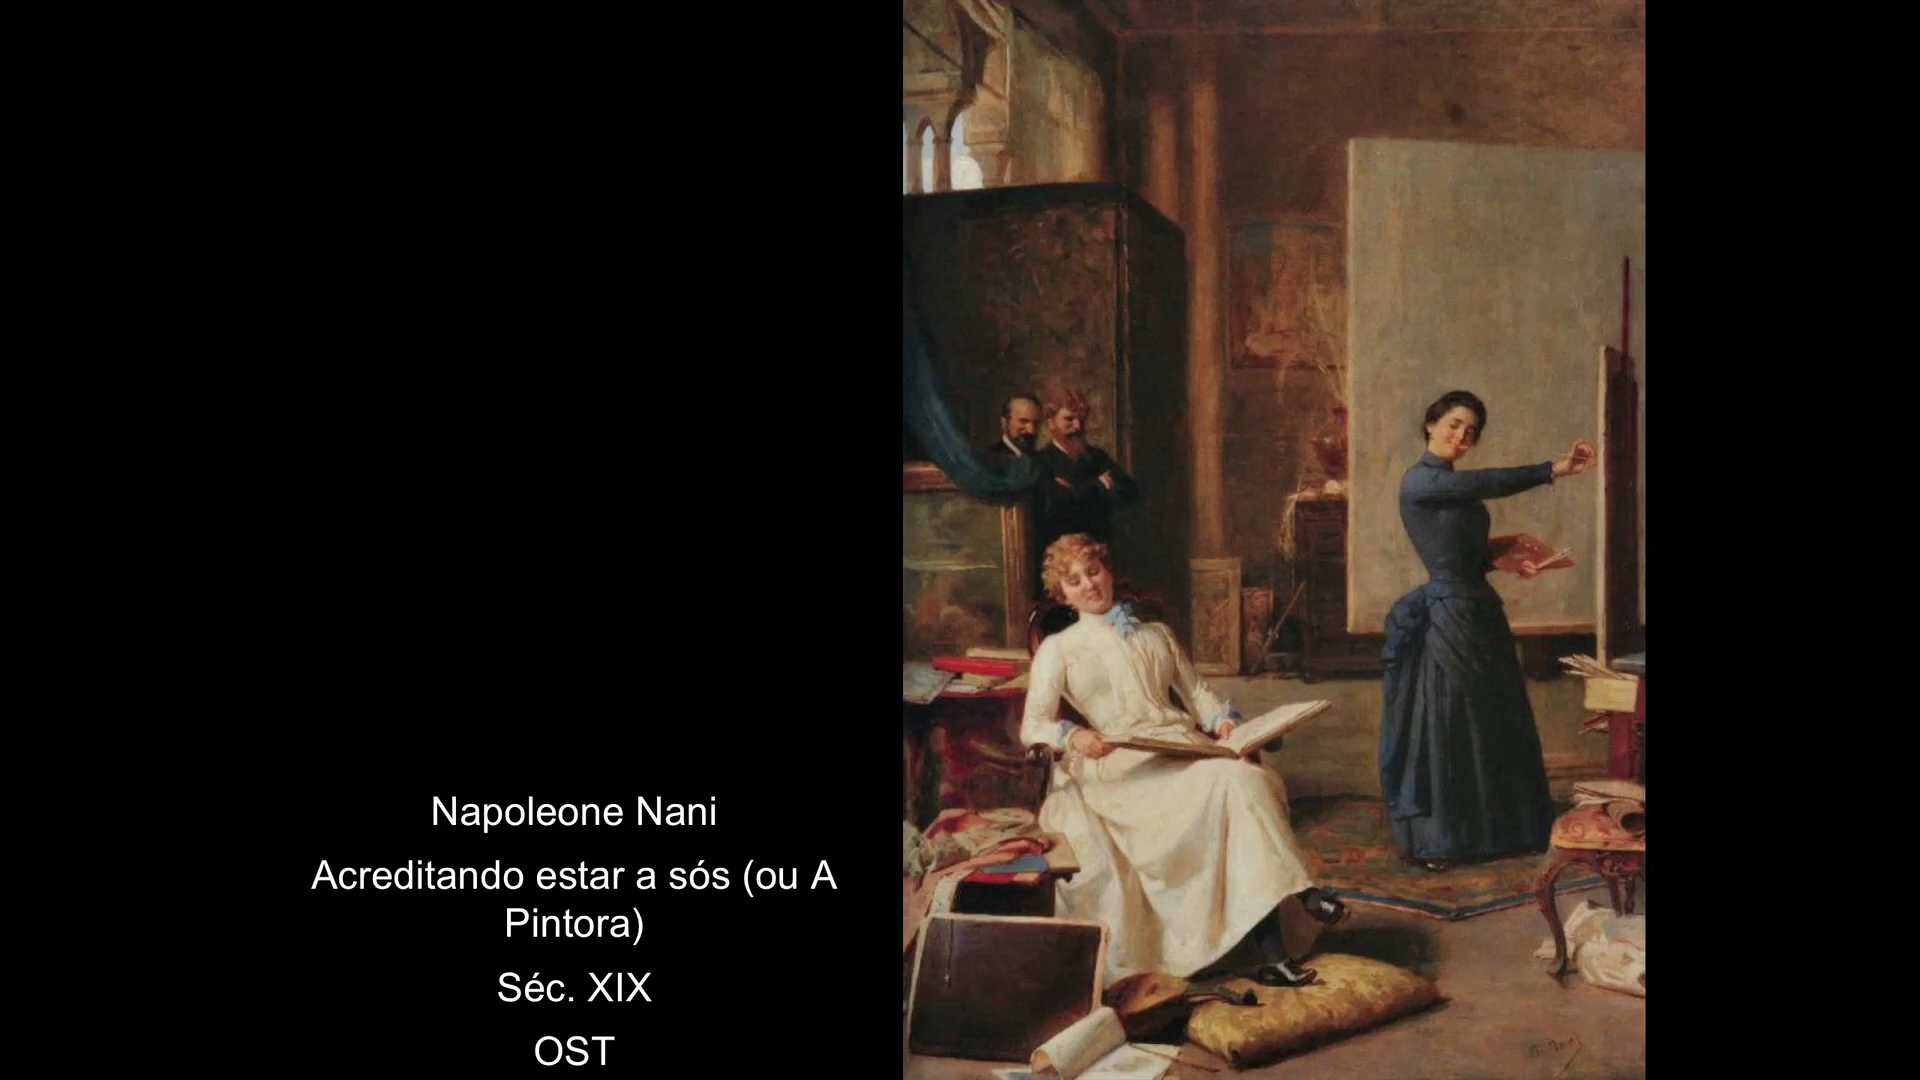 Napoleone Nani
Acreditando estar a sós (ou A
Pintora)
Séc. XIX
OST